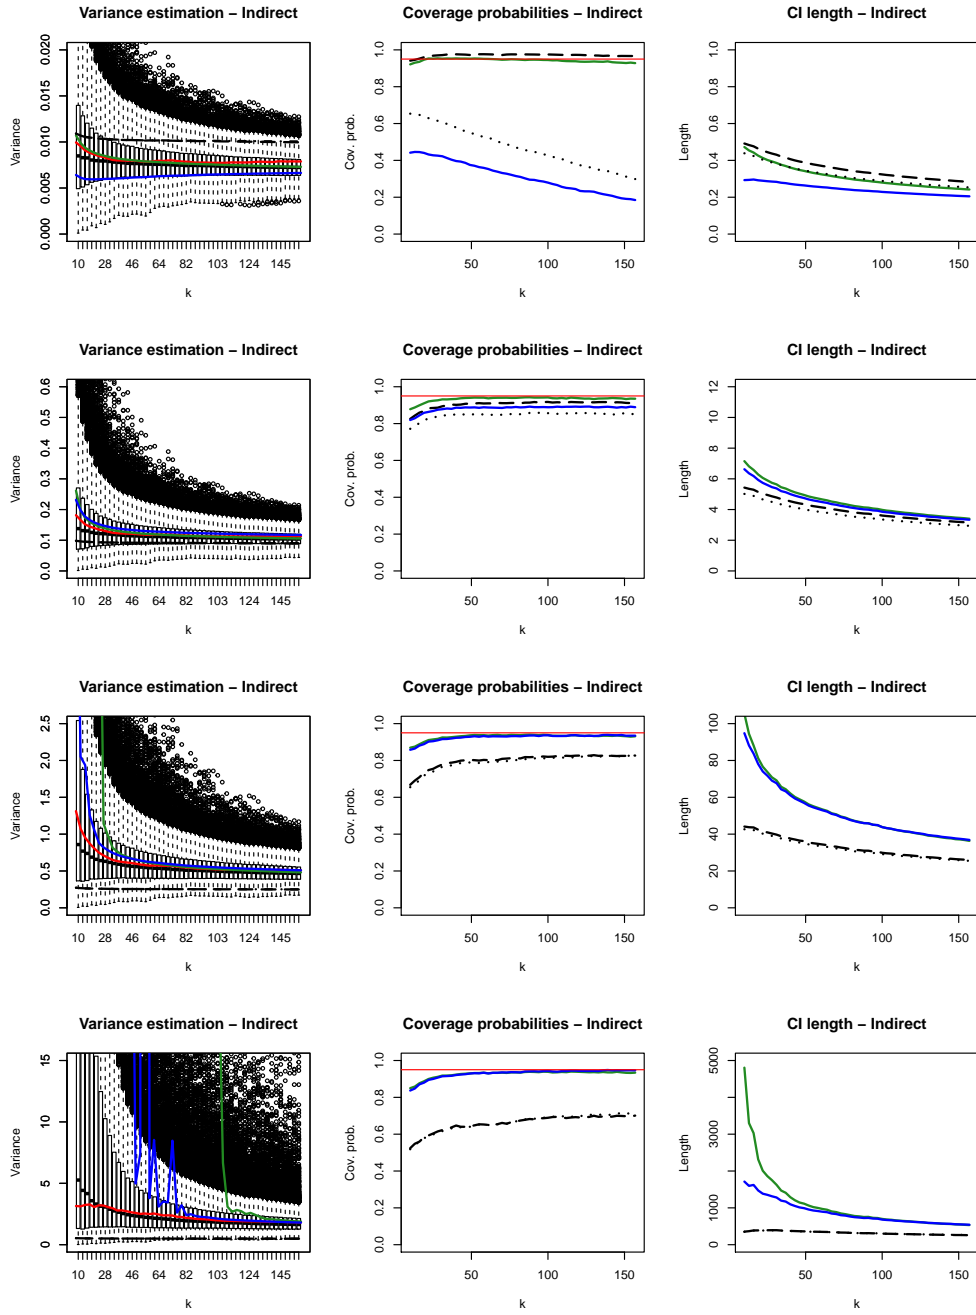 Variance estimation – Indirect
Coverage probabilities – Indirect
CI length – Indirect
Variance
0.000 0.005 0.010 0.015 0.020
10 28 46 64 82 103 124 145
k
Cov. prob.
0.0 0.2 0.4 0.6 0.8 1.0
50 100 150
k
Length
0.0 0.2 0.4 0.6 0.8 1.0
50 100 150
k
Variance estimation – Indirect
Coverage probabilities – Indirect
CI length – Indirect
Variance
0.0 0.1 0.2 0.3 0.4 0.5 0.6
10 28 46 64 82 103 124 145
k
Cov. prob.
0.0 0.2 0.4 0.6 0.8 1.0
50 100 150
k
Length
0 2 4 6 8 10 12
50 100 150
k
Variance estimation – Indirect
Coverage probabilities – Indirect
CI length – Indirect
Variance
0.0 0.5 1.0 1.5 2.0 2.5
10 28 46 64 82 103 124 145
k
Cov. prob.
0.0 0.2 0.4 0.6 0.8 1.0
50 100 150
k
Length
0 20 40 60 80 100
50 100 150
k
Variance estimation – Indirect
Coverage probabilities – Indirect
CI length – Indirect
Variance
0 5 10 15
10 28 46 64 82 103 124 145
k
Cov. prob.
0.0 0.2 0.4 0.6 0.8 1.0
50 100 150
k
Length
0 1000 3000 5000
50 100 150
k